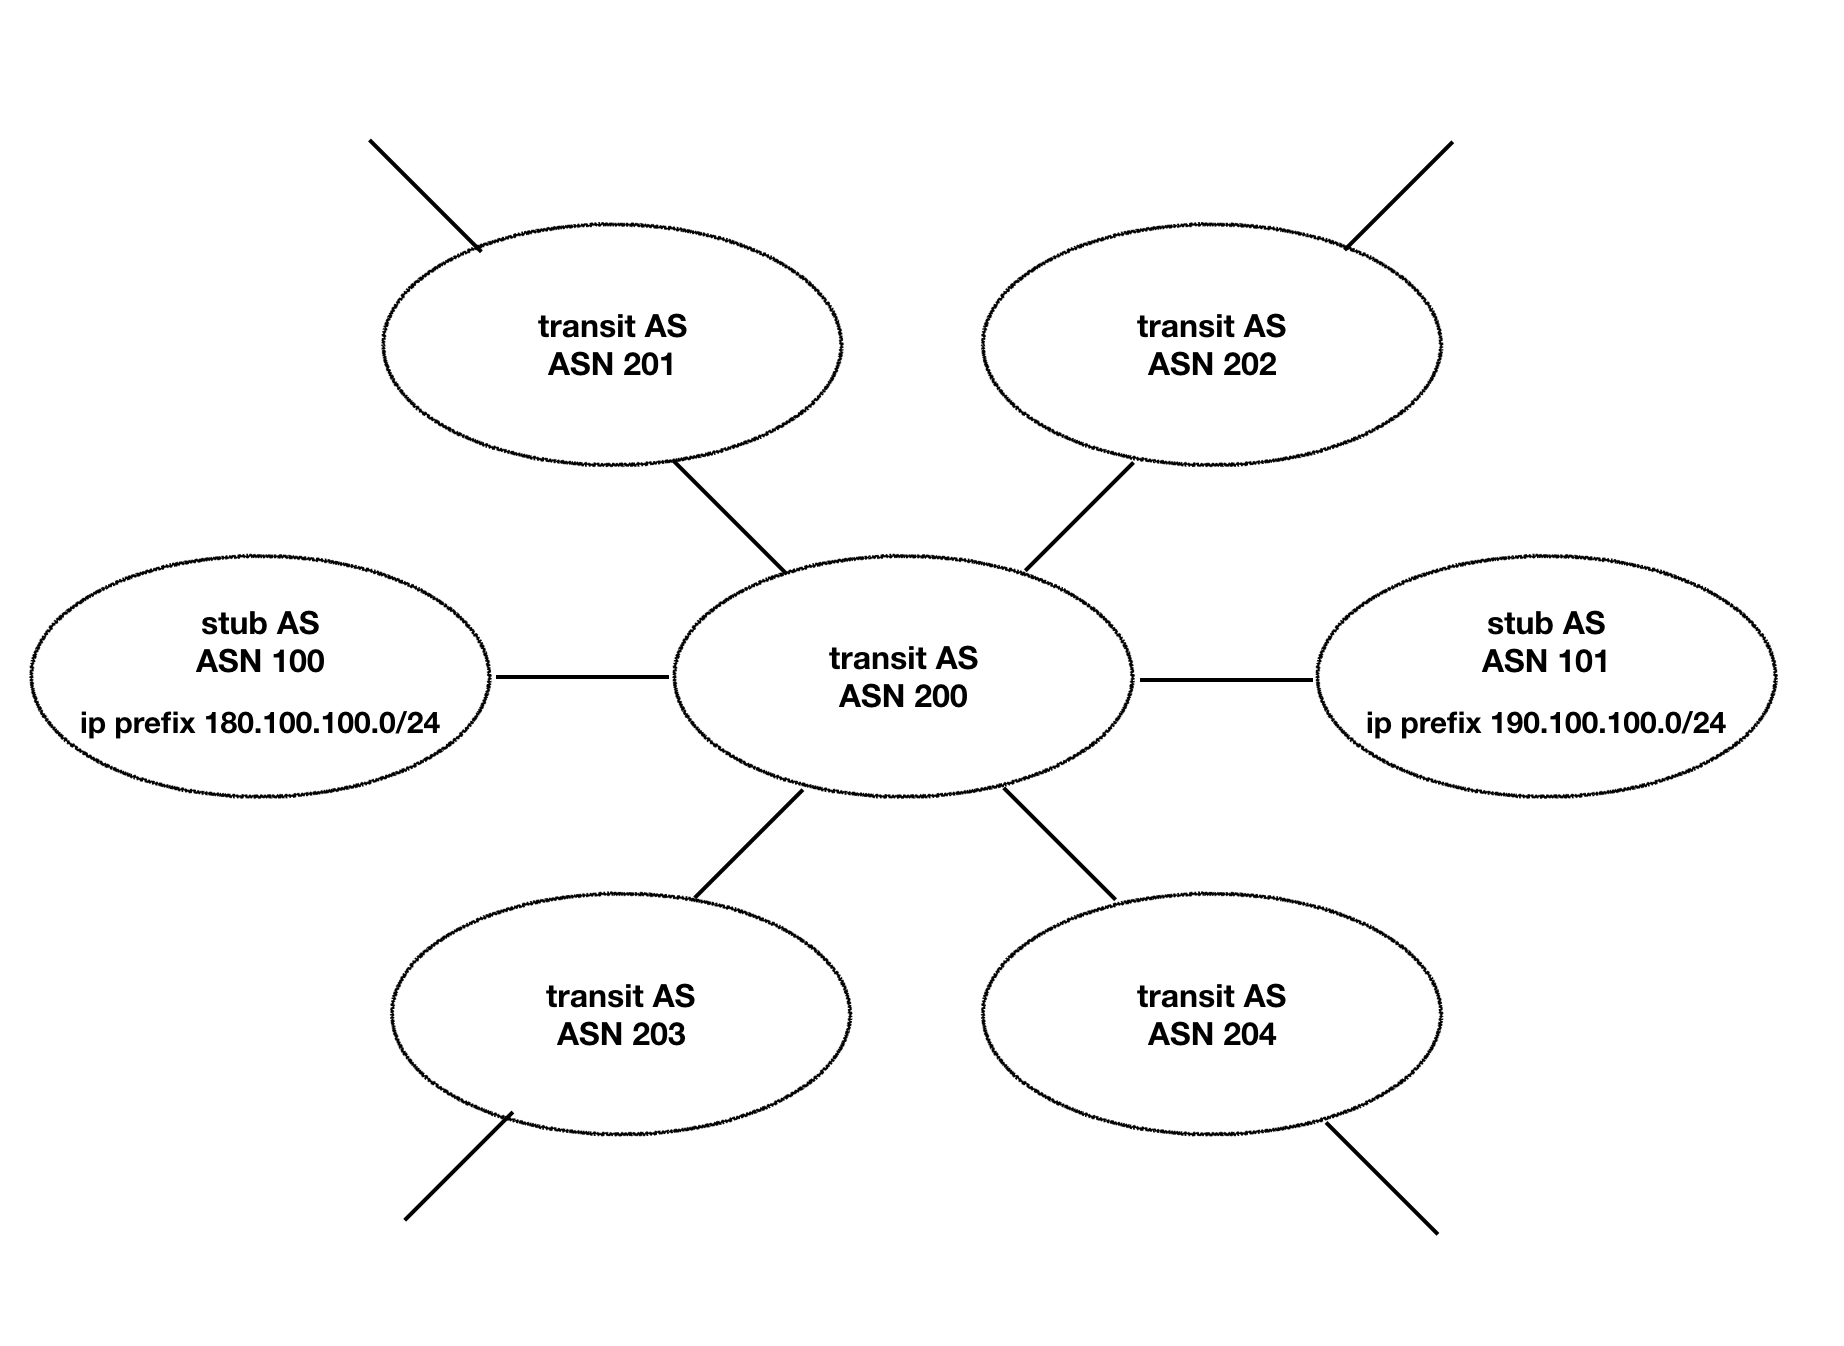 transit AS
ASN 201
transit AS
ASN 202
stub AS
ASN 100
ip prefix 180.100.100.0/24
transit AS
ASN 200
stub AS
ASN 101
ip prefix 190.100.100.0/24
transit AS
ASN 203
transit AS
ASN 204